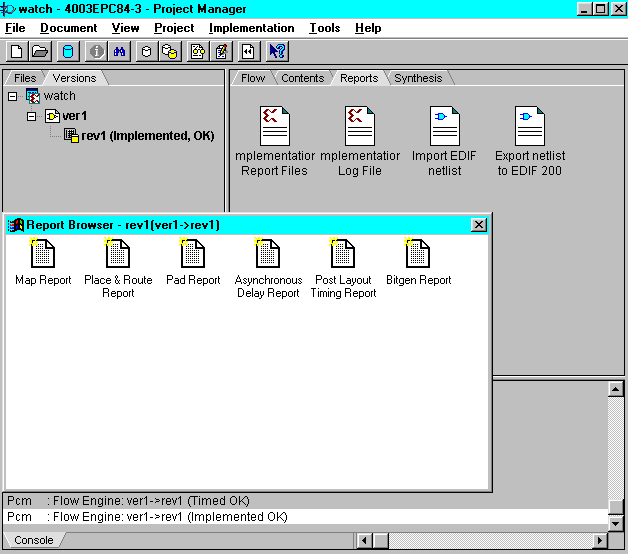 watch - 4003EPC84-3 - Project Manager
File Document View Project Implementation Tools Help
Files Versions
Flow Contents Reports Synthesis
watch
ver1
rev1 (Implemented, OK)
mplementatior
Report Files
mplementatior
Log File
Import EDIF
netlist
Export netlist
to EDIF 200
Report Browser - rev1(ver1->rev1)
Map Report
Place & Route
Report
Pad Report
Asynchronous
Delay Report
Post Layout
Timing Report
Bitgen Report
Pcm : Flow Engine: ver1->rev1 (Timed OK)
Pcm : Flow Engine: ver1->rev1 (Implemented OK)
Console